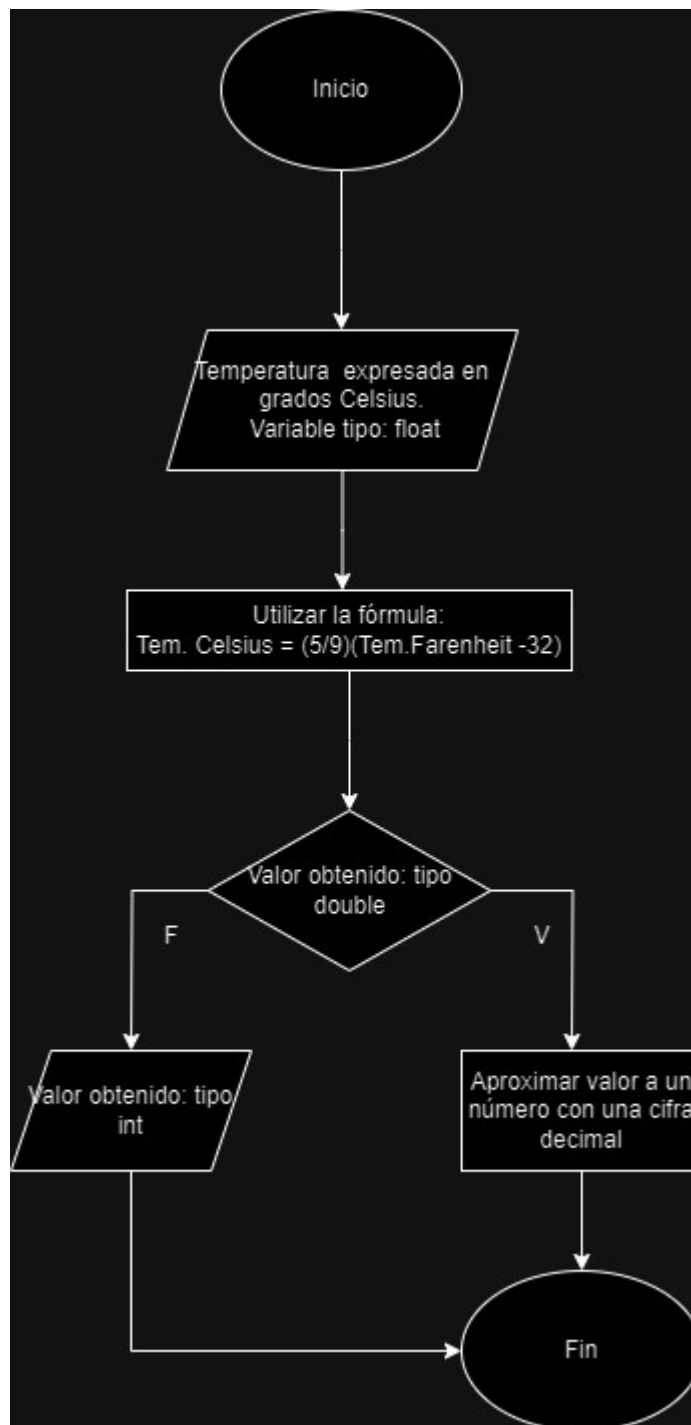 Inicio
Temperatura expresada en
grados Celsius.
Variable tipo: float
Utilizar la fórmula:
Tem. Celsius = (5/9)(Tem.Farenheit -32)
Valor obtenido: tipo
double
F
V
Valor obtenido: tipo
int
Aproximar valor a un
número con una cifra
decimal
Fin